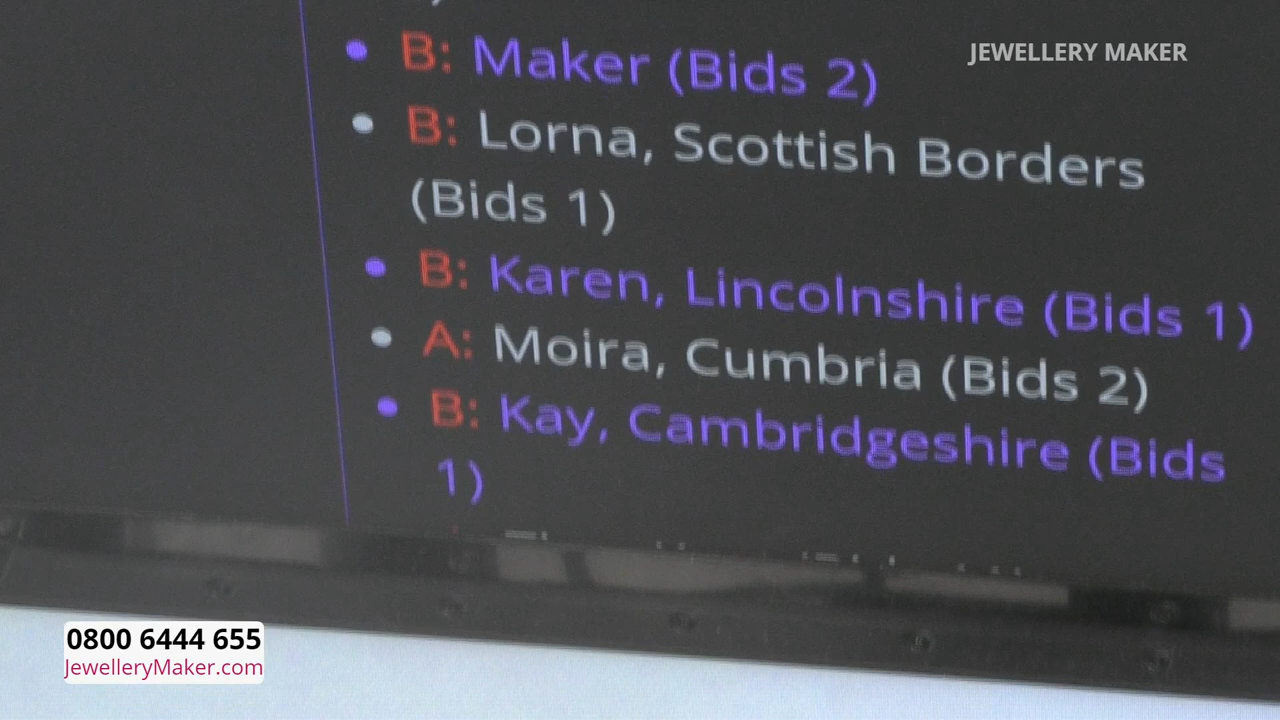 JEWELLERY MAKER
B: Maker (Bids 2)
B: Lorna, Scottish Borders
(Bids 1)
B: Karen, Lincolnshire (Bids 1)
A: Moira, Cumbria (Bids 2)
B: Kay, Cambridgeshire (Bids
1)
0800 6444 655
JewelleryMaker.com